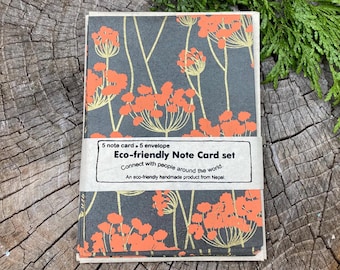 5 note card • 5 envelope
Eco-friendly Note Card set
Connect with people around the world
An eco-friendly handmade product from Nepal.